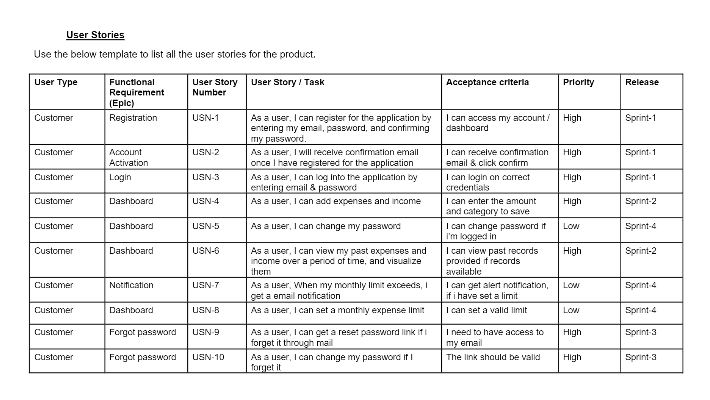 User Stories
Use the below template to list all the user stories for the product.
User Type | Functional Requirement (Epic) | User Story Number | User Story / Task | Acceptance criteria | Priority | Release
Customer | Registration | USN-1 | As a user, I can register for the application by entering my email, password, and confirming my password. | I can access my account / dashboard | High | Sprint-1
Customer | Account Activation | USN-2 | As a user, I will receive confirmation email once I have registered for the application | I can receive confirmation email & click confirm | High | Sprint-1
Customer | Login | USN-3 | As a user, I can log into the application by entering email & password | I can login on correct credentials | High | Sprint-1
Customer | Dashboard | USN-4 | As a user, I can add expenses and income | I can enter the amount and category to save | High | Sprint-2
Customer | Dashboard | USN-5 | As a user, I can change my password | I can change password if i'm logged in | Low | Sprint-4
Customer | Dashboard | USN-6 | As a user, I can view my past expenses and income over a period of time, and visualize them | I can view past records provided if records available | High | Sprint-2
Customer | Notification | USN-7 | As a user, When my monthly limit exceeds, i get a email notification | I can get alert notification, if i have set a limit | Low | Sprint-4
Customer | Dashboard | USN-8 | As a user, I can set a monthly expense limit | I can set a valid limit | Low | Sprint-4
Customer | Forgot password | USN-9 | As a user, I can get a reset password link if i forget it through mail | I need to have access to my email | High | Sprint-3
Customer | Forgot password | USN-10 | As a user, I can change my password if I forget it | The link should be valid | High | Sprint-3